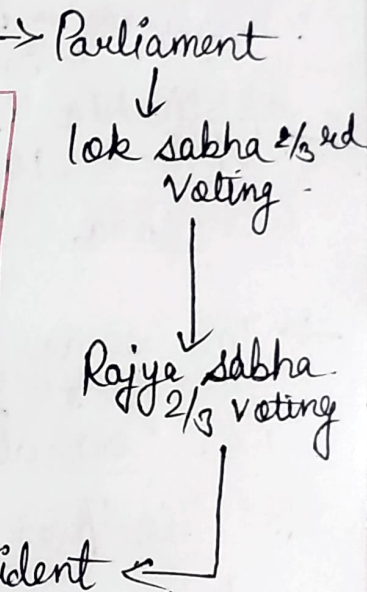 → Parliament
↓
lok sabha 2/3rd
Voting
↓
Rajya sabha
2/3 voting
ident ←